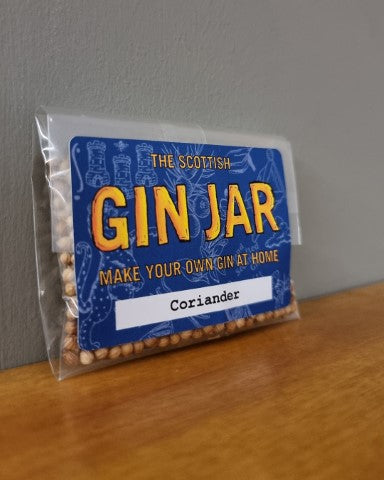 THE SCOTTISH
GIN JAR
MAKE YOUR OWN GIN AT HOME
Coriander